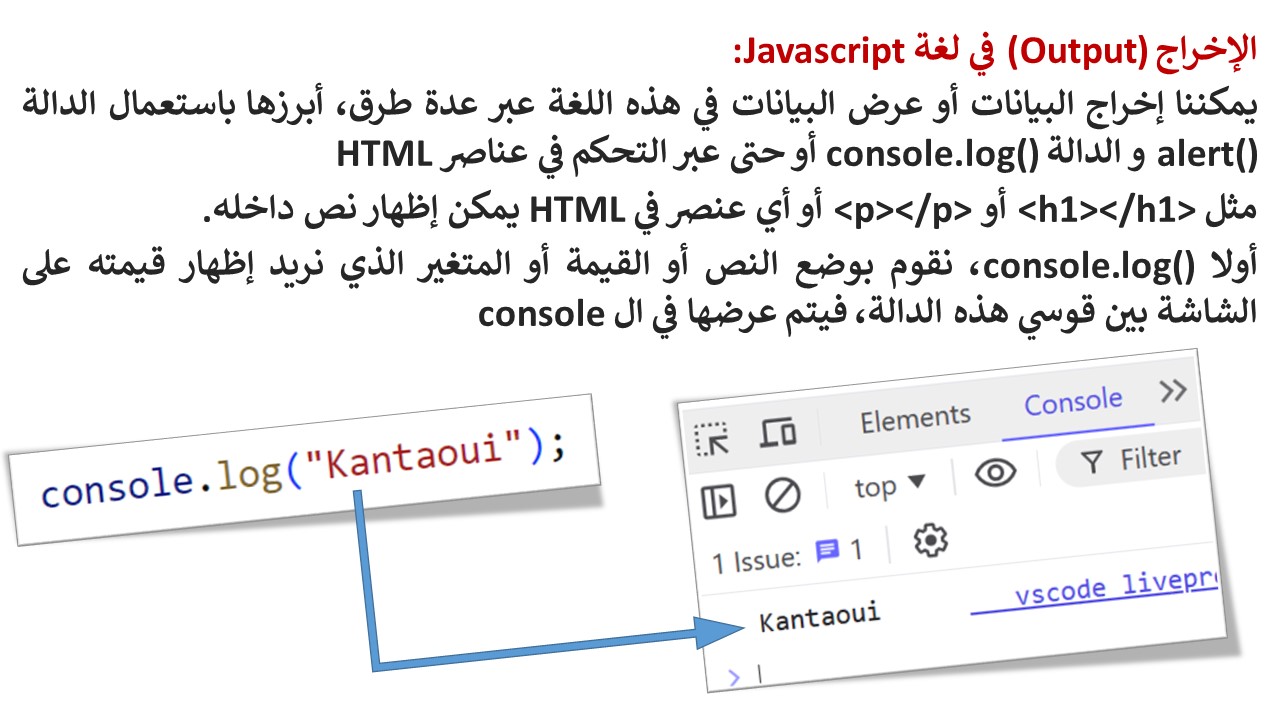 الإخراج (Output) في لغة Javascript:
يمكننا إخراج البيانات أو عرض البيانات في هذه اللغة عبر عدة طرق، أبرزها باستعمال الدالة
alert() و الدالة console.log() أو حتى عبر التحكم في عناصر HTML
مثل <h1></h1> أو <p></p> أو أي عنصر في HTML يمكن إظهار نص داخله.
أولا console.log()، نقوم بوضع النص أو القيمة أو المتغير الذي نريد إظهار قيمته على
الشاشة بين قوسي هذه الدالة، فيتم عرضها في ال console
console.log("Kantaoui");
Elements Console
top Filter
1 Issue: 1
Kantaoui vscode livepr